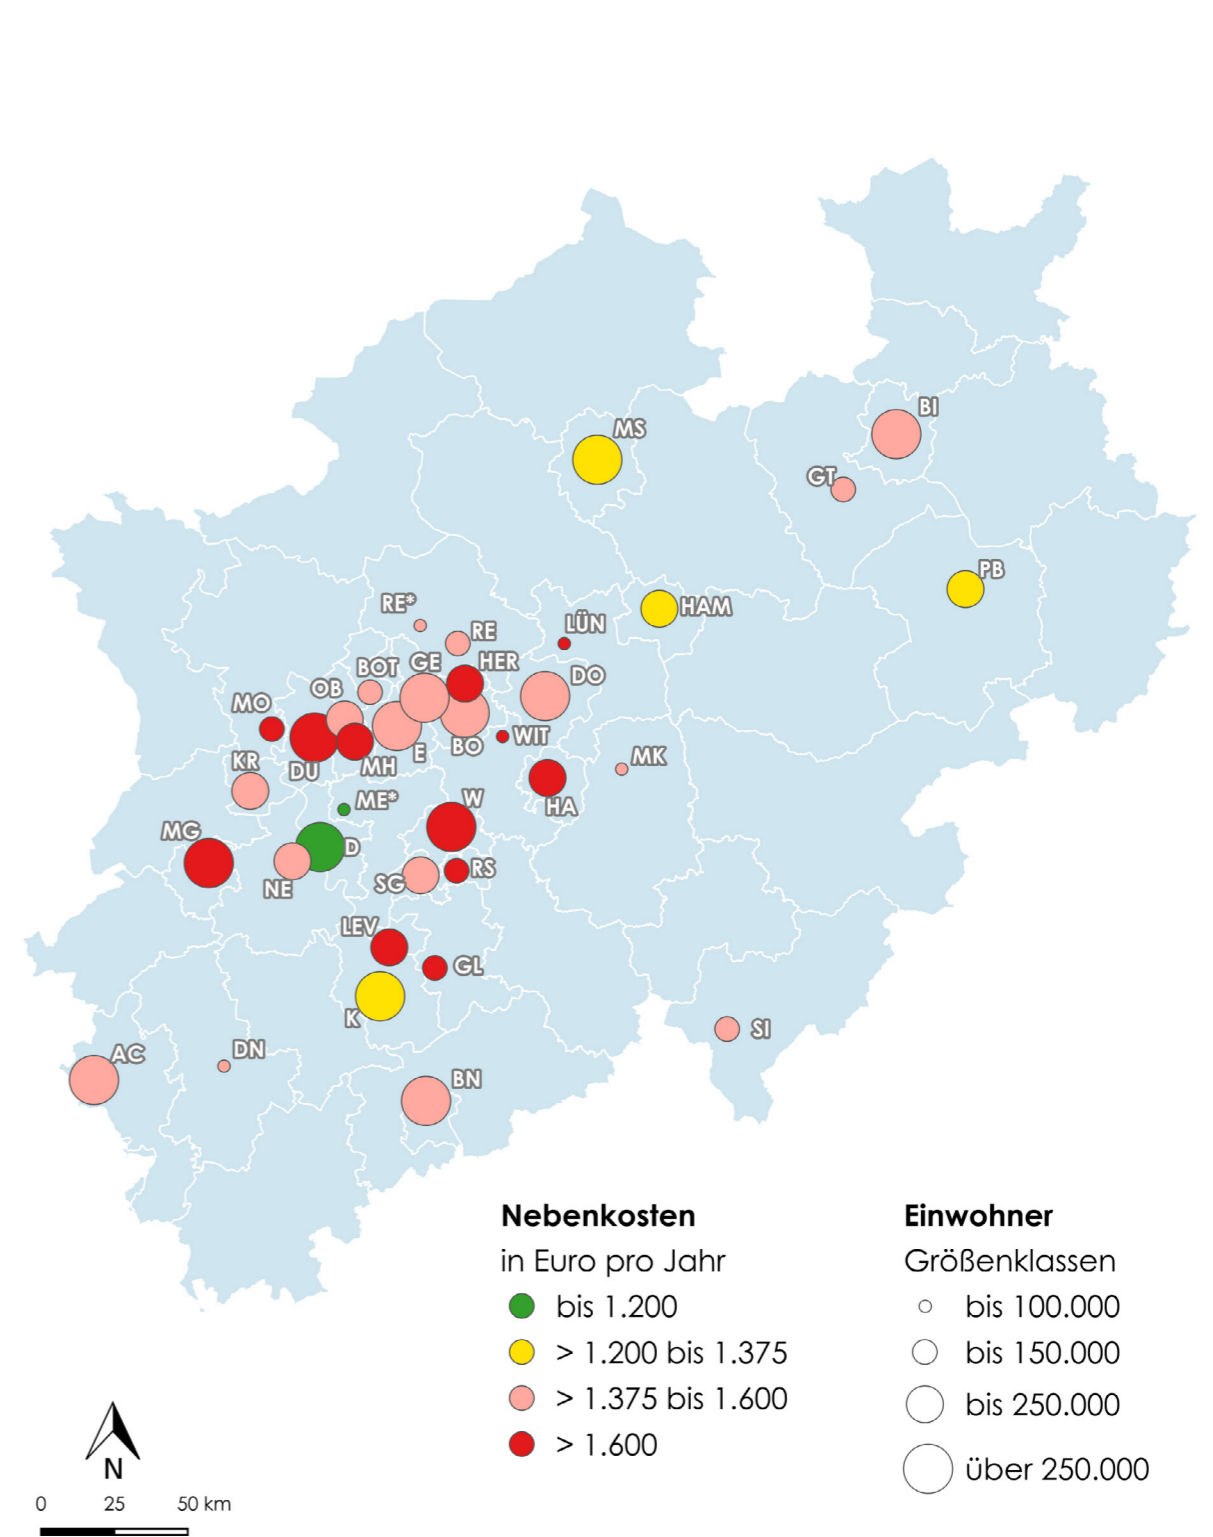 BI
MS
GT
PB
RE*
HAM
LÜN
RE
BOT
GE
HER
DO
OB
MO
WIT
BO
E
KR
DU
MH
MK
ME*
W
HA
MG
D
NE
SG
RS
LEV
GL
K
SI
AC
DN
BN
Nebenkosten
in Euro pro Jahr
bis 1.200
> 1.200 bis 1.375
> 1.375 bis 1.600
> 1.600
Einwohner
Größenklassen
bis 100.000
bis 150.000
bis 250.000
über 250.000
N
0 25 50 km